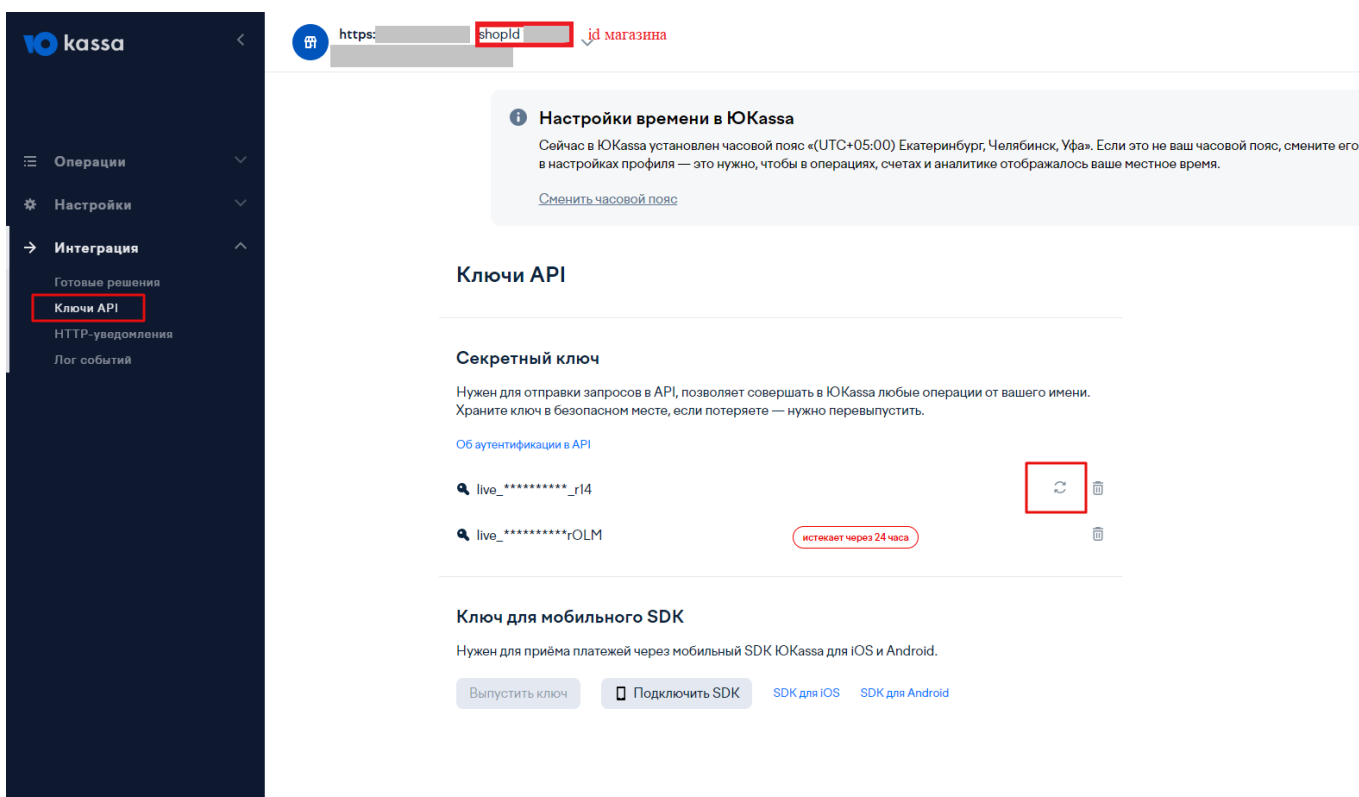 Ю kassa
https:
shopId
id магазина
Настройки времени в ЮKassa
Сейчас в ЮKassa установлен часовой пояс «(UTC+05:00) Екатеринбург, Челябинск, Уфа». Если это не ваш часовой пояс, смените его
в настройках профиля — это нужно, чтобы в операциях, счетах и аналитике отображалось ваше местное время.
Сменить часовой пояс
Операции
Настройки
Интеграция
Готовые решения
Ключи API
HTTP-уведомления
Лог событий
Ключи API
Секретный ключ
Нужен для отправки запросов в API, позволяет совершать в ЮKassa любые операции от вашего имени.
Храните ключ в безопасном месте, если потеряете — нужно перевыпустить.
Об аутентификации в API
live_**********_rI4
live_**********rOLM
истекает через 24 часа
Ключ для мобильного SDK
Нужен для приёма платежей через мобильный SDK ЮKassa для iOS и Android.
Выпустить ключ
Подключить SDK
SDK для iOS
SDK для Android